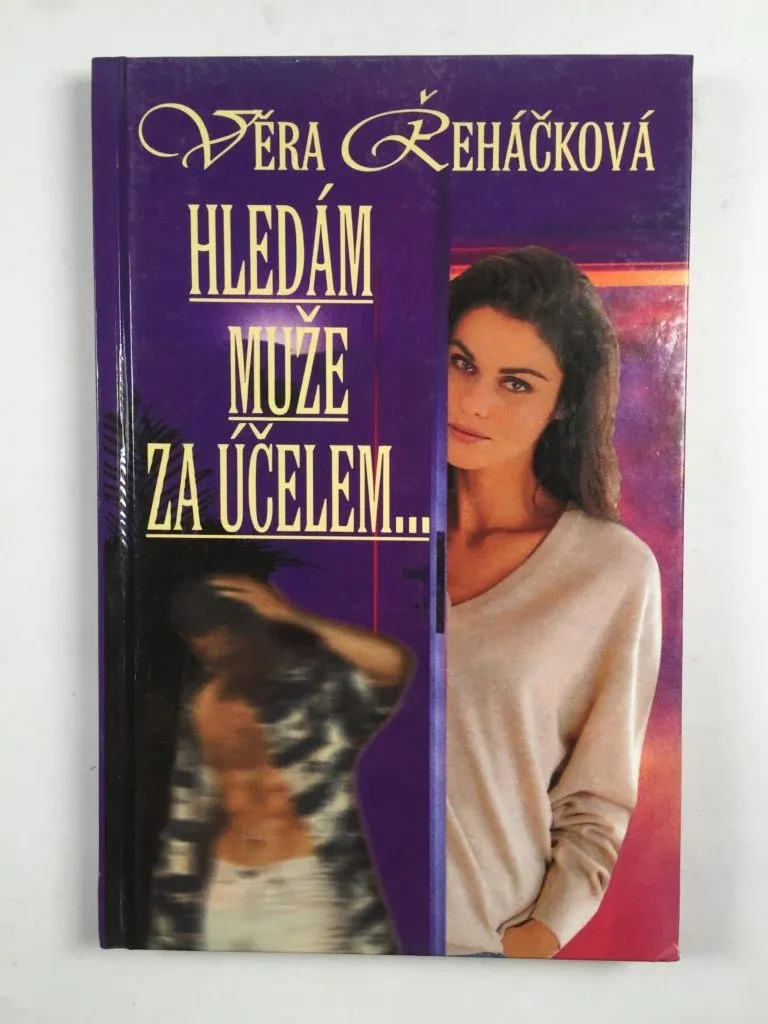 VĚRA ŘEHÁČKOVÁ
HLEDÁM
MUŽE
ZA ÚČELEM...